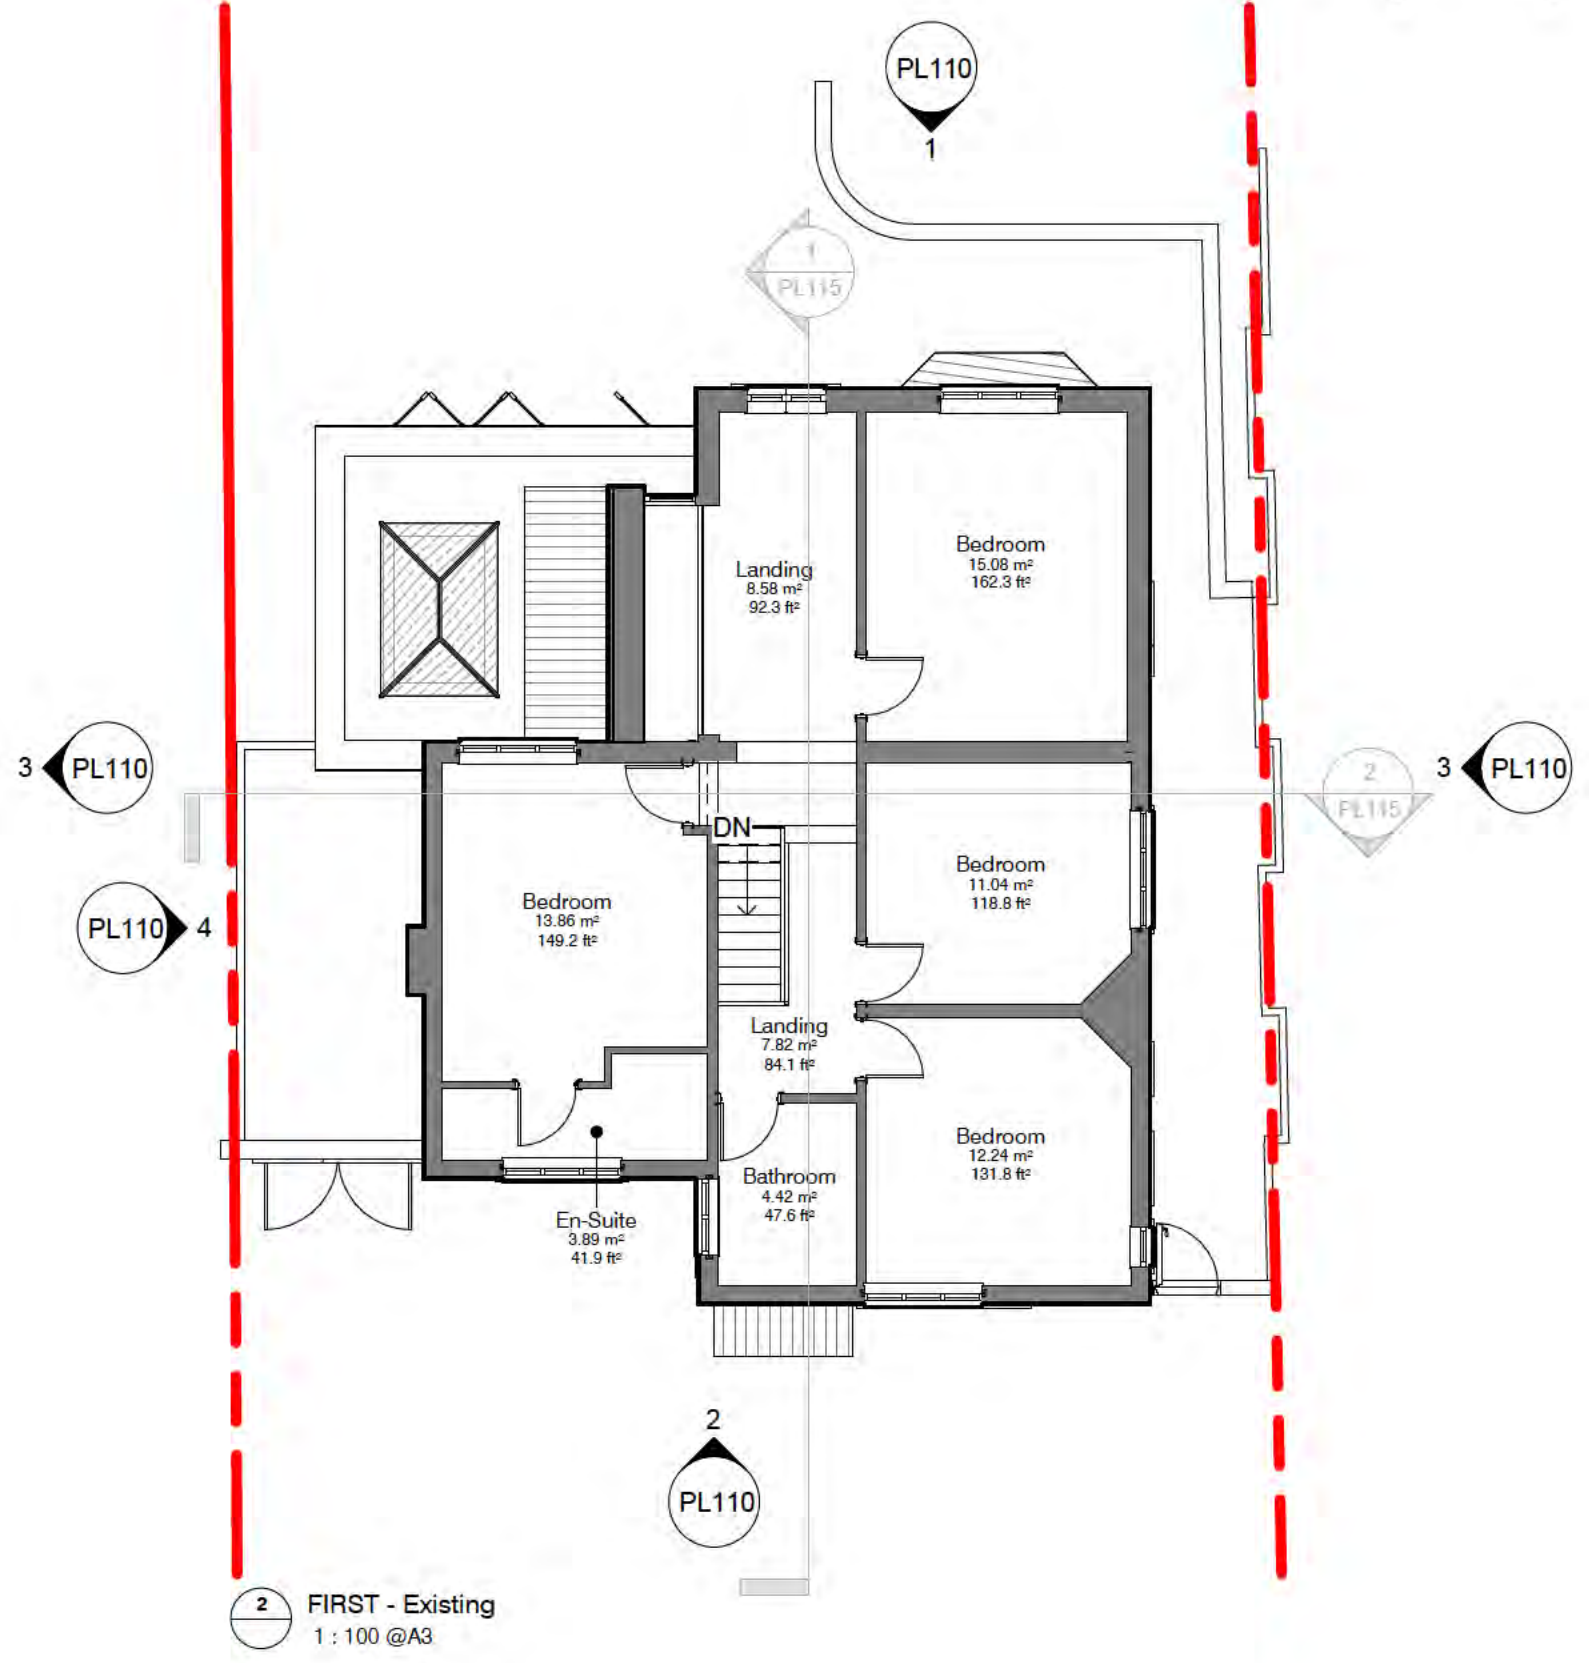 PL110
1
1
PL115
Bedroom
15.08 m²
162.3 ft²
Landing
8.58 m²
92.3 ft²
3
PL110
2
PL115
3
PL110
DN
Bedroom
11.04 m²
118.8 ft²
Bedroom
13.86 m²
149.2 ft²
PL110
4
Landing
7.82 m²
84.1 ft²
Bedroom
12.24 m²
131.8 ft²
Bathroom
4.42 m²
47.6 ft²
En-Suite
3.89 m²
41.9 ft²
2
PL110
2
FIRST - Existing
1 : 100 @A3